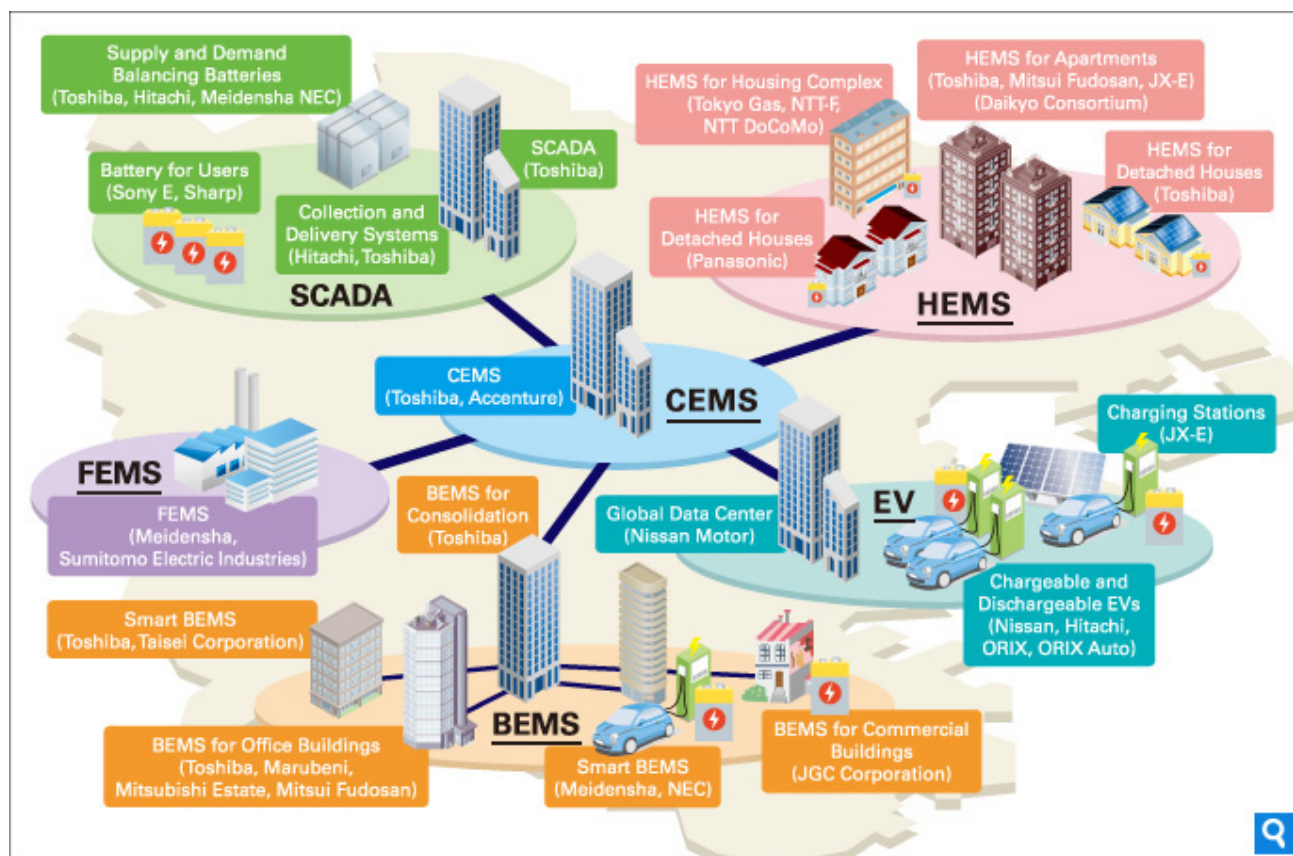 Supply and Demand
Balancing Batteries
(Toshiba, Hitachi, Meidensha NEC)
Battery for Users
(Sony E, Sharp)
SCADA
(Toshiba)
Collection and
Delivery Systems
(Hitachi, Toshiba)
SCADA
HEMS for Housing Complex
(Tokyo Gas, NTT-F,
NTT DoCoMo)
HEMS for Apartments
(Toshiba, Mitsui Fudosan, JX-E)
(Daikyo Consortium)
HEMS for
Detached Houses
(Toshiba)
HEMS for
Detached Houses
(Panasonic)
HEMS
CEMS
(Toshiba, Accenture)
CEMS
FEMS
FEMS
(Meidensha,
Sumitomo Electric Industries)
BEMS for
Consolidation
(Toshiba)
Global Data Center
(Nissan Motor)
EV
Charging Stations
(JX-E)
Chargeable and
Dischargeable EVs
(Nissan, Hitachi,
ORIX, ORIX Auto)
Smart BEMS
(Toshiba, Taisei Corporation)
BEMS
BEMS for Office Buildings
(Toshiba, Marubeni,
Mitsubishi Estate, Mitsui Fudosan)
Smart BEMS
(Meidensha, NEC)
BEMS for Commercial
Buildings
(JGC Corporation)